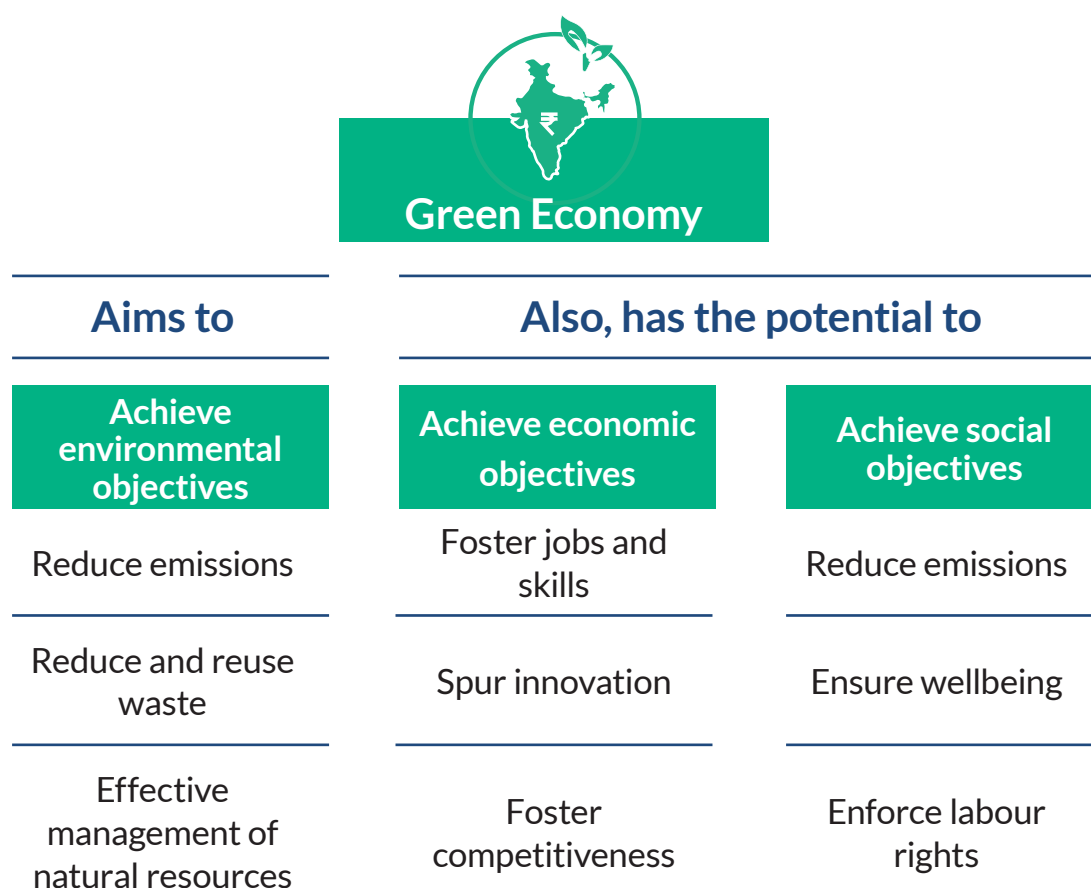 ₹
Green Economy
Aims to
Also, has the potential to
Achieve
environmental
objectives
Reduce emissions
Reduce and reuse
waste
Effective
management of
natural resources
Achieve economic
objectives
Foster jobs and
skills
Spur innovation
Foster
competitiveness
Achieve social
objectives
Reduce emissions
Ensure wellbeing
Enforce labour
rights